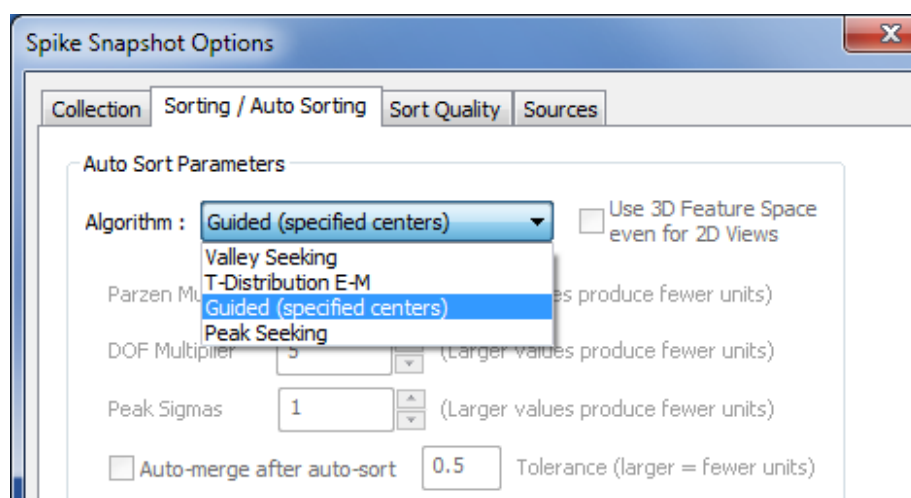 Spike Snapshot Options
Collection Sorting / Auto Sorting Sort Quality Sources
Auto Sort Parameters
Algorithm : Guided (specified centers)
Use 3D Feature Space
even for 2D Views
Valley Seeking
T-Distribution E-M
Guided (specified centers)
Peak Seeking
Parzen produce fewer units)
DOF Multiplier 5 (Larger values produce fewer units)
Peak Sigmas 1 (Larger values produce fewer units)
Auto-merge after auto-sort 0.5 Tolerance (larger = fewer units)